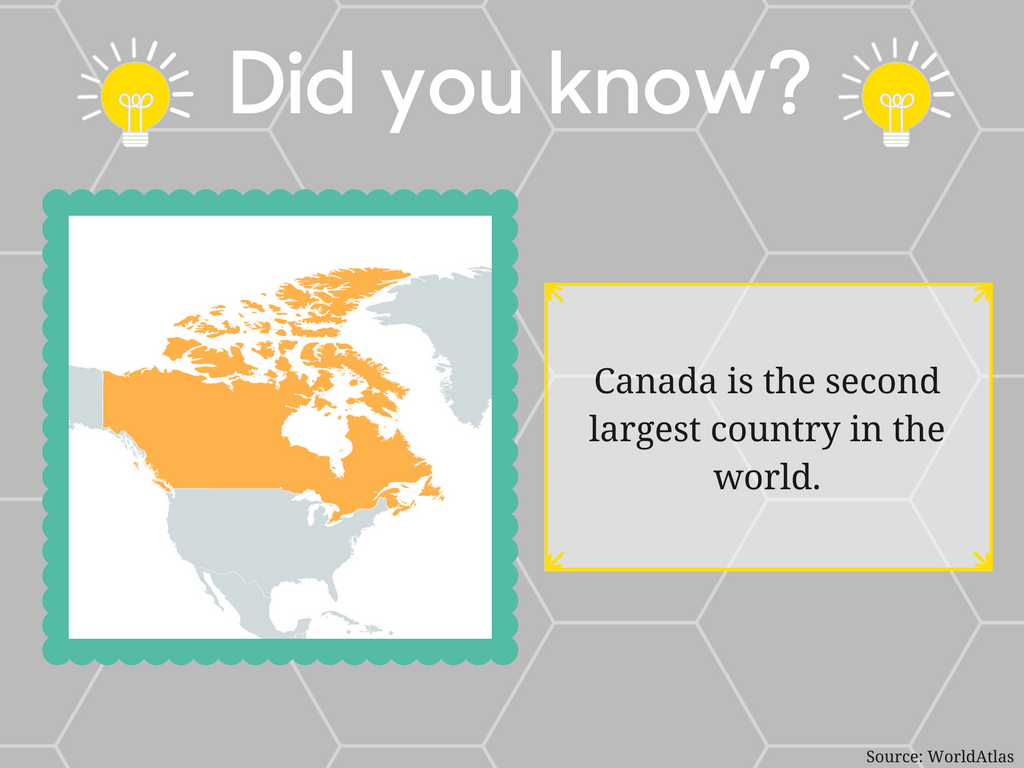 Did you know?
Canada is the second
largest country in the
world.
Source: WorldAtlas